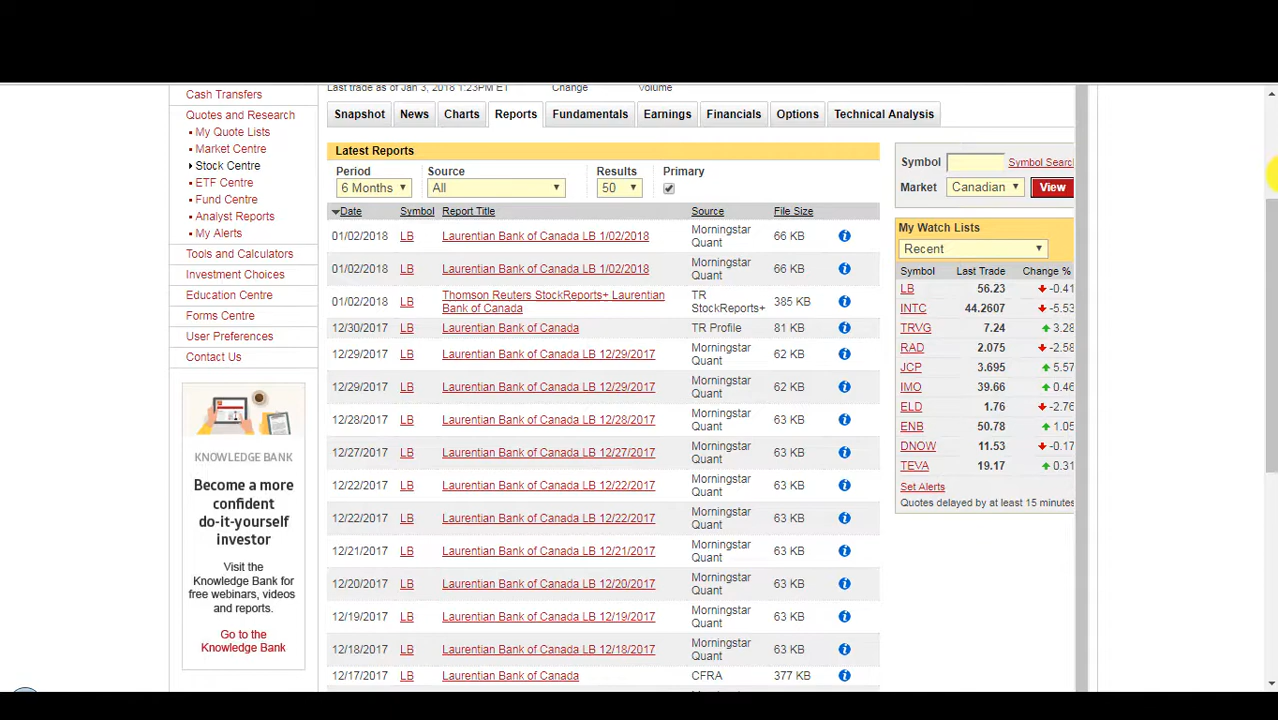 Last trade as of Jan 3, 2018 1:23PM ET Change Volume
Cash Transfers
Quotes and Research
My Quote Lists
Market Centre
Stock Centre
ETF Centre
Fund Centre
Analyst Reports
My Alerts
Tools and Calculators
Investment Choices
Education Centre
Forms Centre
User Preferences
Contact Us
KNOWLEDGE BANK
Become a more
confident
do-it-yourself
investor
Visit the
Knowledge Bank for
free webinars, videos
and reports.
Go to the
Knowledge Bank
Snapshot News Charts Reports Fundamentals Earnings Financials Options Technical Analysis
Latest Reports
Period Source Results Primary
6 Months All 50
Date Symbol Report Title Source File Size
01/02/2018 LB Laurentian Bank of Canada LB 1/02/2018 Morningstar 66 KB
Quant
01/02/2018 LB Laurentian Bank of Canada LB 1/02/2018 Morningstar 66 KB
Quant
01/02/2018 LB Thomson Reuters StockReports+ Laurentian TR 385 KB
Bank of Canada StockReports+
12/30/2017 LB Laurentian Bank of Canada TR Profile 81 KB
12/29/2017 LB Laurentian Bank of Canada LB 12/29/2017 Morningstar 62 KB
Quant
12/29/2017 LB Laurentian Bank of Canada LB 12/29/2017 Morningstar 62 KB
Quant
12/28/2017 LB Laurentian Bank of Canada LB 12/28/2017 Morningstar 63 KB
Quant
12/27/2017 LB Laurentian Bank of Canada LB 12/27/2017 Morningstar 63 KB
Quant
12/22/2017 LB Laurentian Bank of Canada LB 12/22/2017 Morningstar 63 KB
Quant
12/22/2017 LB Laurentian Bank of Canada LB 12/22/2017 Morningstar 63 KB
Quant
12/21/2017 LB Laurentian Bank of Canada LB 12/21/2017 Morningstar 63 KB
Quant
12/20/2017 LB Laurentian Bank of Canada LB 12/20/2017 Morningstar 63 KB
Quant
12/19/2017 LB Laurentian Bank of Canada LB 12/19/2017 Morningstar 63 KB
Quant
12/18/2017 LB Laurentian Bank of Canada LB 12/18/2017 Morningstar 63 KB
Quant
12/17/2017 LB Laurentian Bank of Canada CFRA 377 KB
Symbol Symbol Searc
Market Canadian View
My Watch Lists
Recent
Symbol Last Trade Change %
LB 56.23 -0.41
INTC 44.2607 -5.53
TRVG 7.24 3.28
RAD 2.075 -2.58
JCP 3.695 5.57
IMO 39.66 0.46
ELD 1.76 -2.76
ENB 50.78 1.05
DNOW 11.53 -0.17
TEVA 19.17 0.31
Set Alerts
Quotes delayed by at least 15 minutes